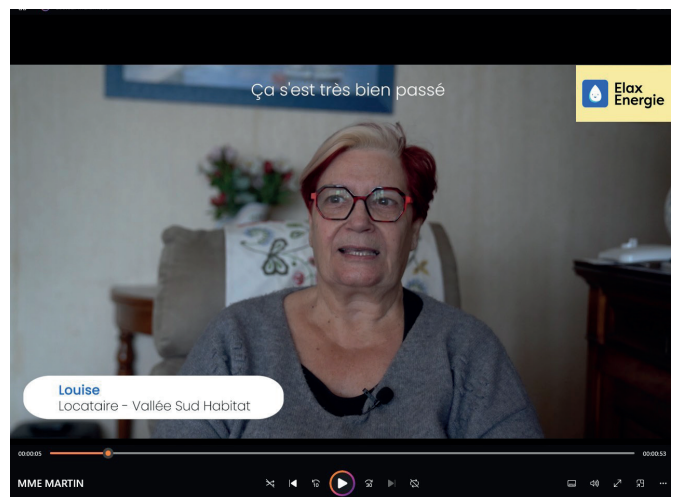 Ça s'est très bien passé
Elax
Energie
Louise
Locataire - Vallée Sud Habitat
00:00:05
00:00:53
MME MARTIN